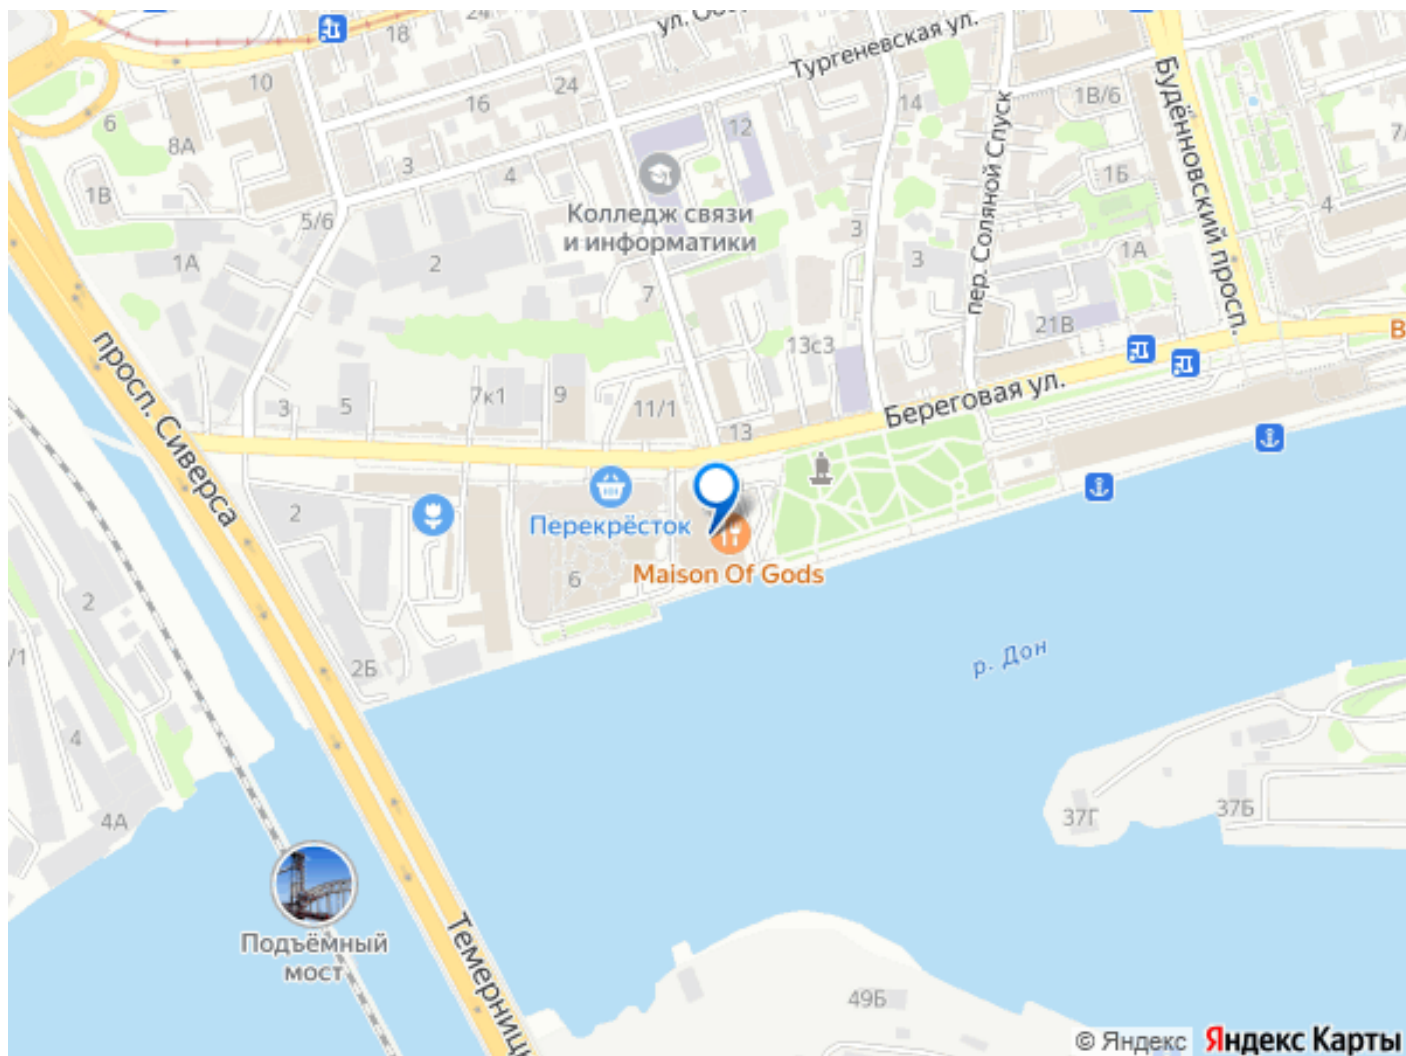 24
18
ул.
Тургеневская ул.
10
24
16
14
1В/6
6
12
8А
Будённовский просп.
3
4
1Б
1В
5/6
Колледж связи
и информатики
4
3
3
1А
2
1А
пер. Соляной Спуск
7
21В
13с3
просп. Сиверса
7к1
9
3
5
11/1
Береговая ул.
13
2
Перекрёсток
6
Maison Of Gods
2
р. Дон
2Б
4
37Г
37Б
4А
Подъёмный
мост
49Б
© Яндекс
Яндекс Карты